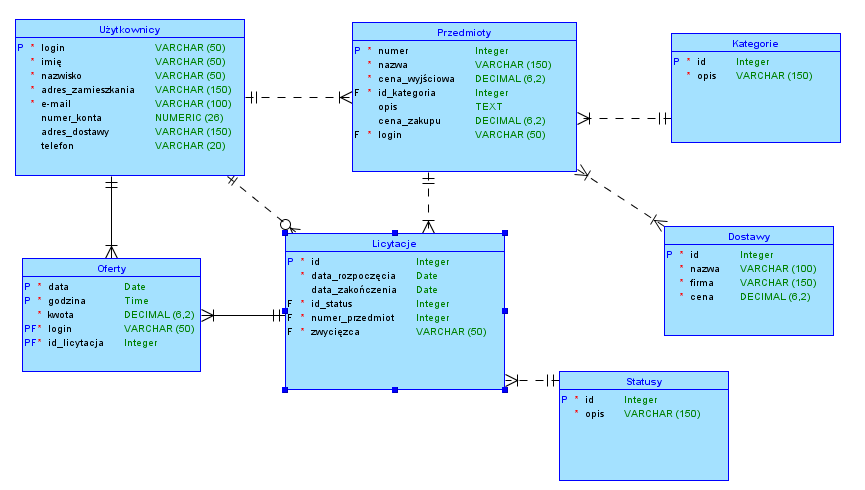 Użytkownicy
P * login VARCHAR (50)
* imię VARCHAR (50)
* nazwisko VARCHAR (50)
* adres_zamieszkania VARCHAR (150)
* e-mail VARCHAR (100)
numer_konta NUMERIC (26)
adres_dostawy VARCHAR (150)
telefon VARCHAR (20)
Przedmioty
P * numer Integer
* nazwa VARCHAR (150)
* cena_wyjściowa DECIMAL (6,2)
F * id_kategoria Integer
opis TEXT
cena_zakupu DECIMAL (6,2)
F * login VARCHAR (50)
Kategorie
P * id Integer
* opis VARCHAR (150)
Licytacje
P * id Integer
* data_rozpoczęcia Date
data_zakończenia Date
F * id_status Integer
F * numer_przedmiot Integer
F * zwycięzca VARCHAR (50)
Dostawy
P * id Integer
* nazwa VARCHAR (100)
* firma VARCHAR (150)
* cena DECIMAL (6,2)
Oferty
P * data Date
P * godzina Time
* kwota DECIMAL (6,2)
PF* login VARCHAR (50)
PF* id_licytacja Integer
Statusy
P * id Integer
* opis VARCHAR (150)